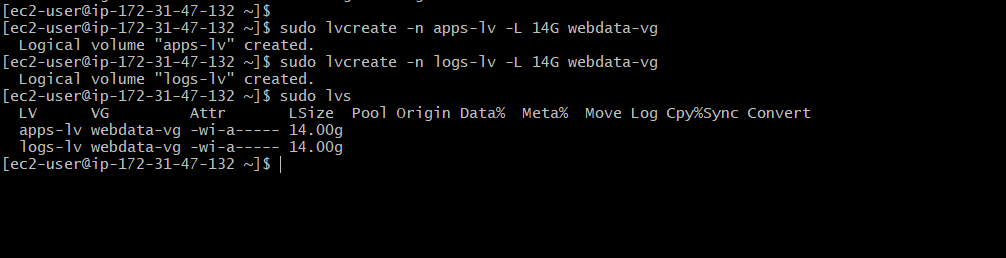 [ec2-user@ip-172-31-47-132 ~]$
[ec2-user@ip-172-31-47-132 ~]$ sudo lvcreate -n apps-lv -L 14G webdata-vg
  Logical volume "apps-lv" created.
[ec2-user@ip-172-31-47-132 ~]$ sudo lvcreate -n logs-lv -L 14G webdata-vg
  Logical volume "logs-lv" created.
[ec2-user@ip-172-31-47-132 ~]$ sudo lvs
  LV      VG         Attr       LSize  Pool Origin Data%  Meta%  Move Log Cpy%Sync Convert
  apps-lv webdata-vg -wi-a----- 14.00g
  logs-lv webdata-vg -wi-a----- 14.00g
[ec2-user@ip-172-31-47-132 ~]$